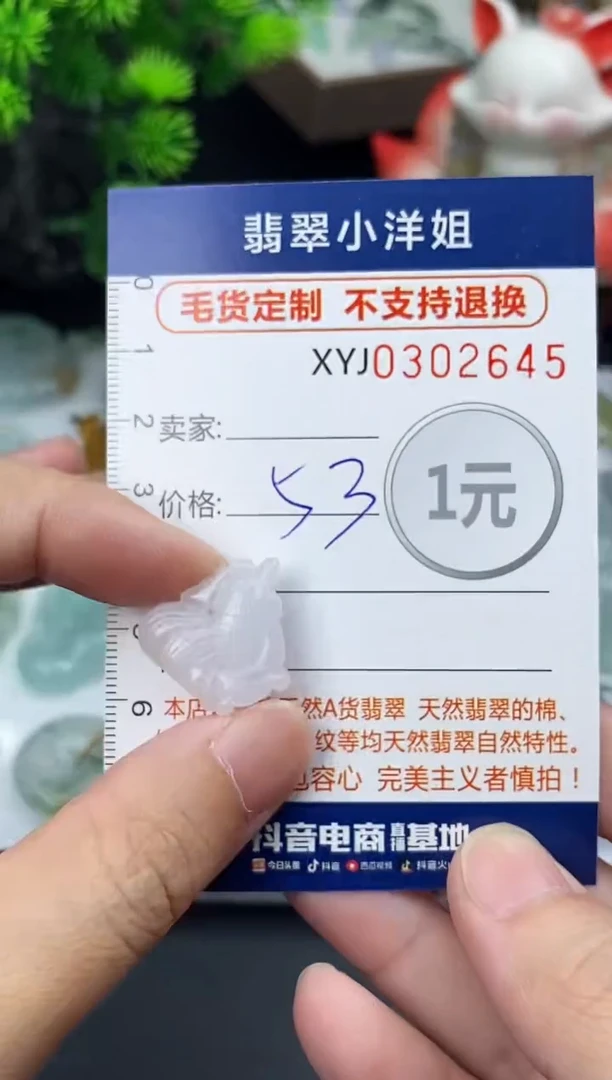 翡翠小洋姐
毛货定制 不支持退换
XYJ0302645
0
1
2
3
6
卖家:
价格: 53
1元
本店 然A货翡翠 天然翡翠的棉、
纹等均天然翡翠自然特性。
包容心 完美主义者慎拍！
抖音电商直播基地
今日头条 抖音 西瓜视频 抖音火